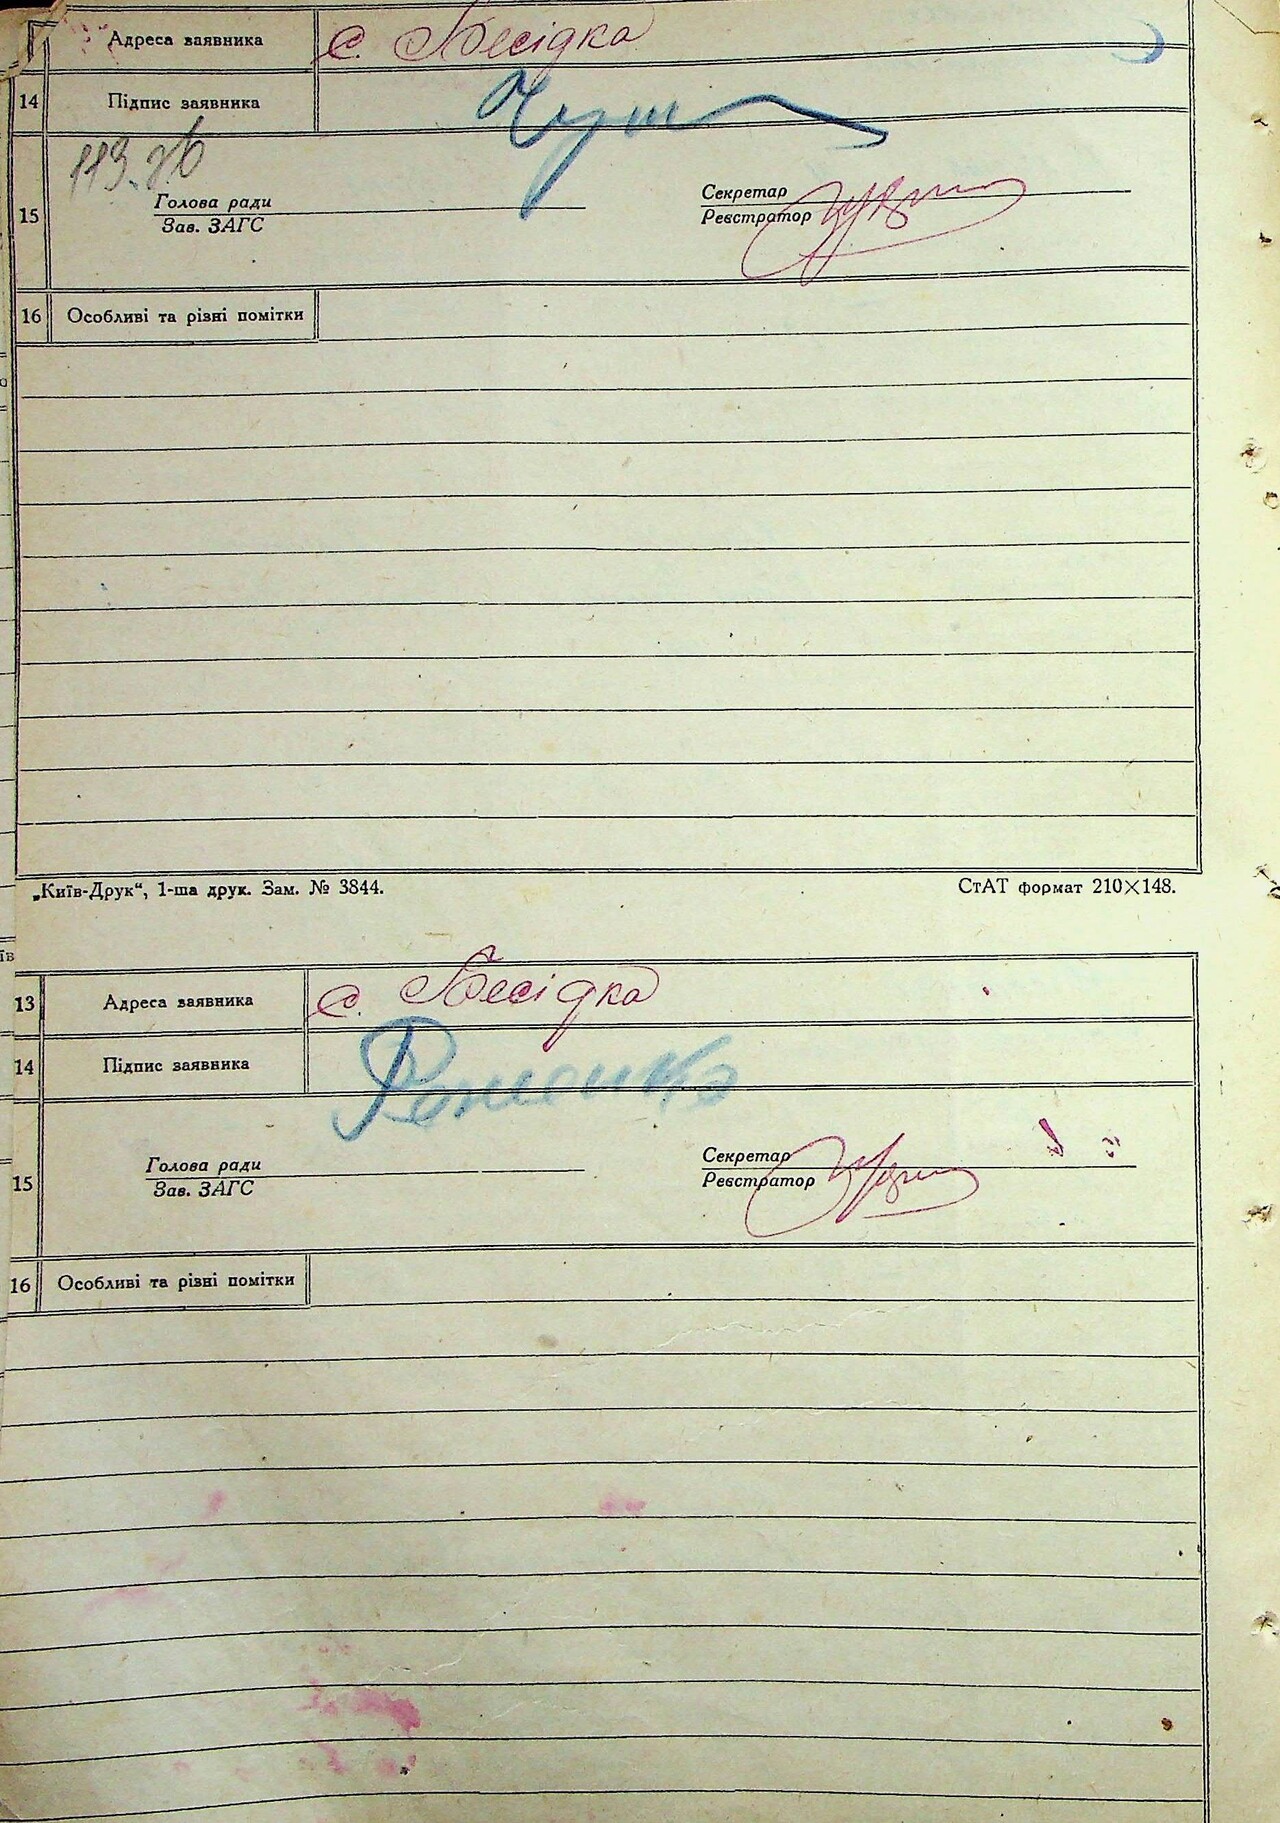 Адреса заявника с. Бесідка
14 Підпис заявника
113.
15 Голова ради Секретар
Зав. ЗАГС Реєстратор
16 Особливі та різні помітки
„Київ-Друк“, 1-ша друк. Зам. № 3844. СтАТ формат 210×148.
їв
13 Адреса заявника с. Бесідка
14 Підпис заявника
15 Голова ради Секретар
Зав. ЗАГС Реєстратор
16 Особливі та різні помітки